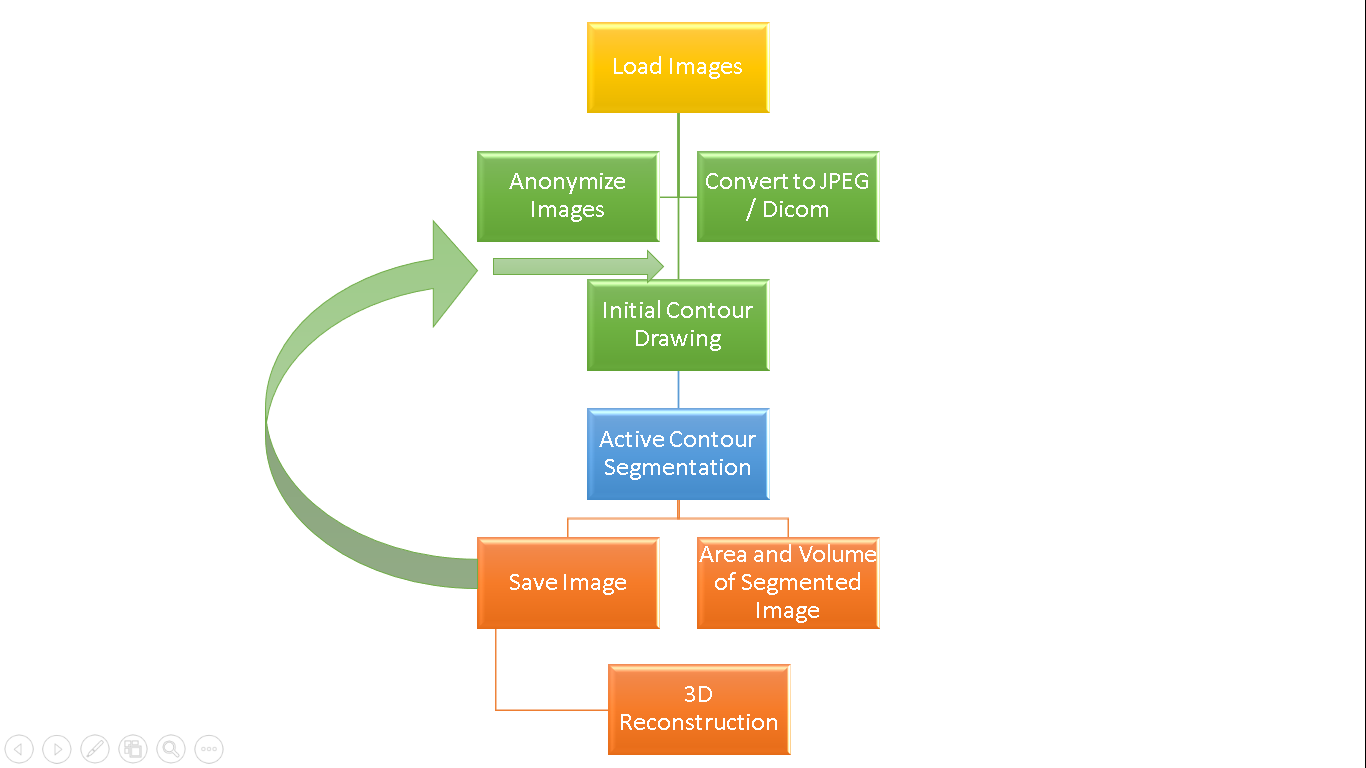 Load Images
Anonymize
Images
Convert to JPEG
/ Dicom
Initial Contour
Drawing
Active Contour
Segmentation
Save Image
Area and Volume
of Segmented
Image
3D
Reconstruction